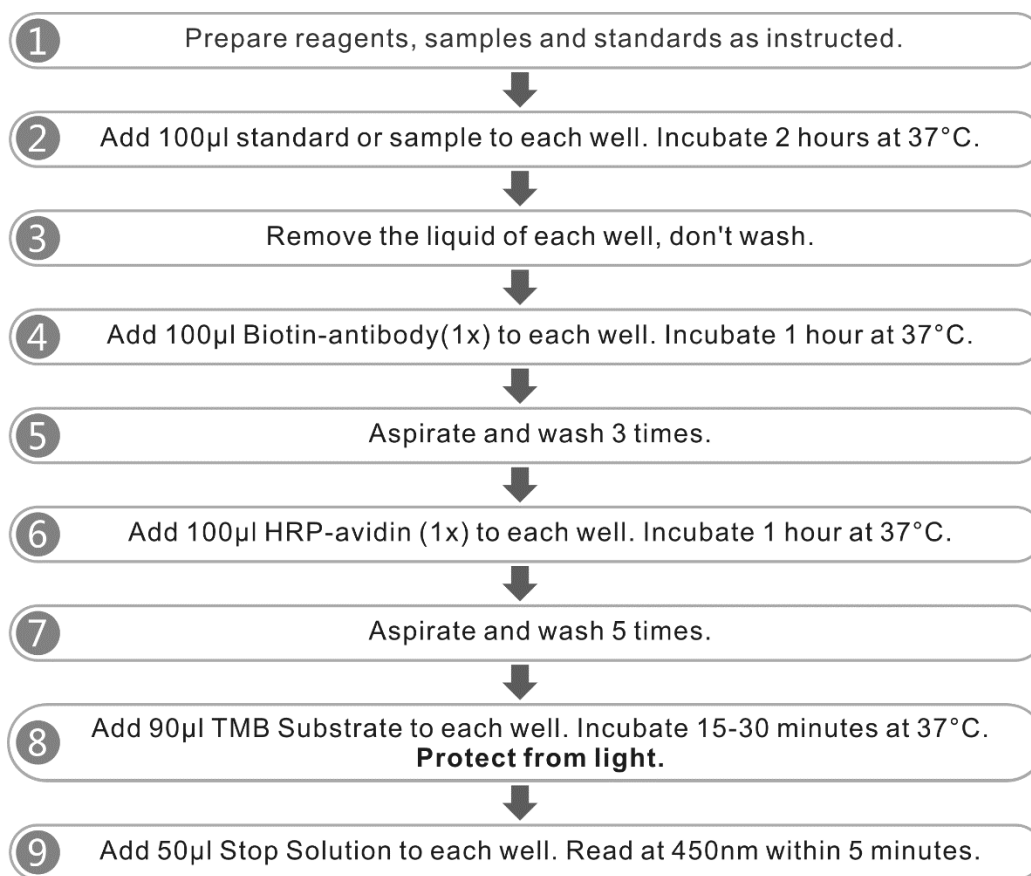 1 Prepare reagents, samples and standards as instructed.
2 Add 100μl standard or sample to each well. Incubate 2 hours at 37°C.
3 Remove the liquid of each well, don't wash.
4 Add 100μl Biotin-antibody(1x) to each well. Incubate 1 hour at 37°C.
5 Aspirate and wash 3 times.
6 Add 100μl HRP-avidin (1x) to each well. Incubate 1 hour at 37°C.
7 Aspirate and wash 5 times.
8 Add 90μl TMB Substrate to each well. Incubate 15-30 minutes at 37°C.
Protect from light.
9 Add 50μl Stop Solution to each well. Read at 450nm within 5 minutes.